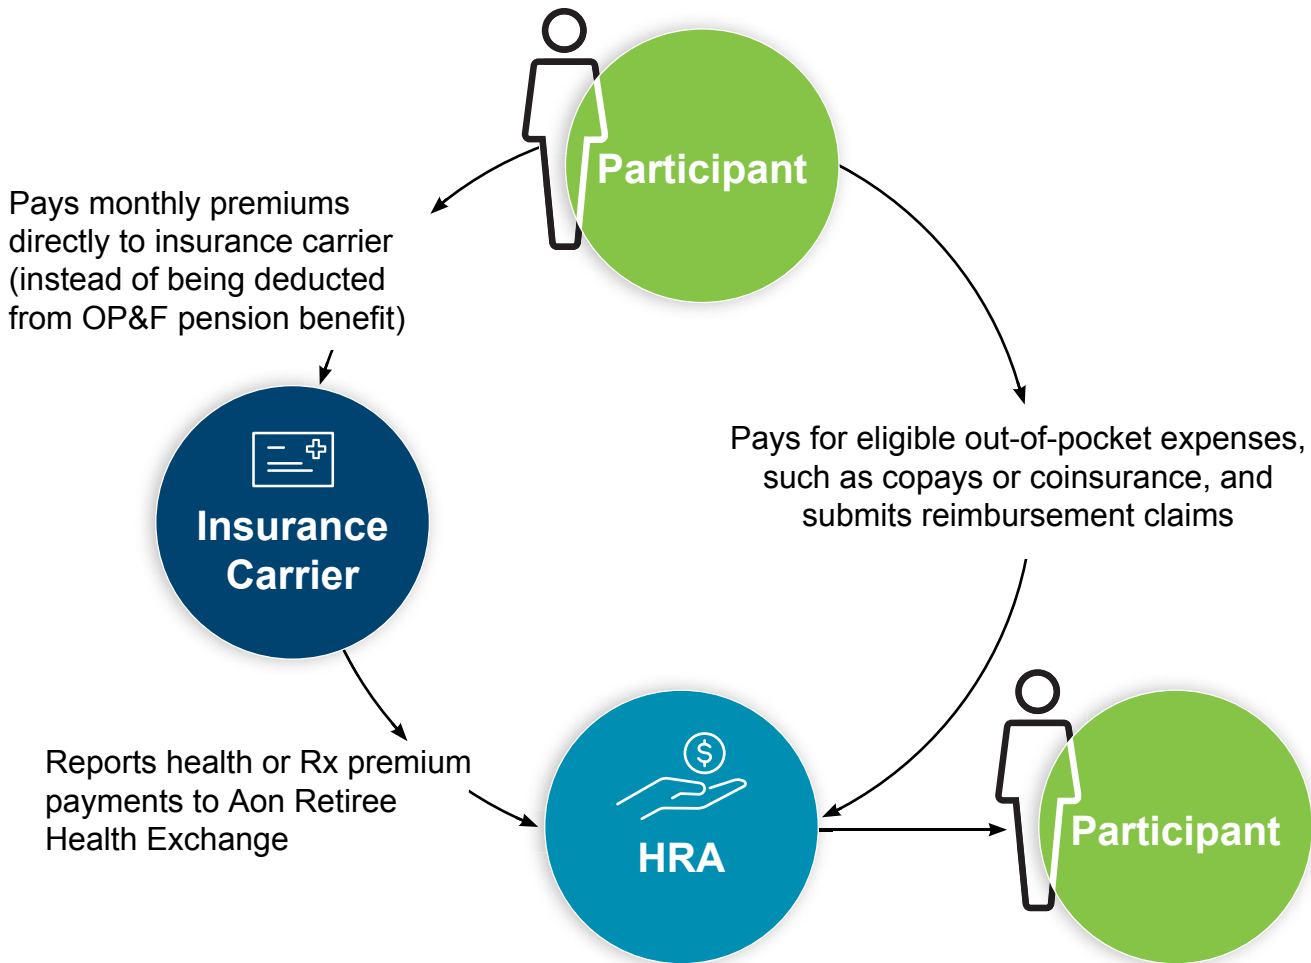 Participant
Pays monthly premiums
directly to insurance carrier
(instead of being deducted
from OP&F pension benefit)
Insurance
Carrier
Pays for eligible out-of-pocket expenses,
such as copays or coinsurance, and
submits reimbursement claims
Reports health or Rx premium
payments to Aon Retiree
Health Exchange
$
HRA
Participant